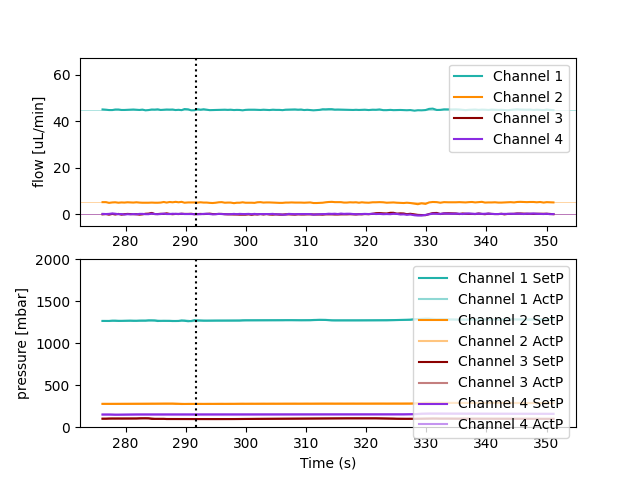 60
40
20
0
flow [uL/min]
Channel 1
Channel 2
Channel 3
Channel 4
280 290 300 310 320 330 340 350
2000
1500
1000
500
0
pressure [mbar]
Channel 1 SetP
Channel 1 ActP
Channel 2 SetP
Channel 2 ActP
Channel 3 SetP
Channel 3 ActP
Channel 4 SetP
Channel 4 ActP
280 290 300 310 320 330 340 350
Time (s)